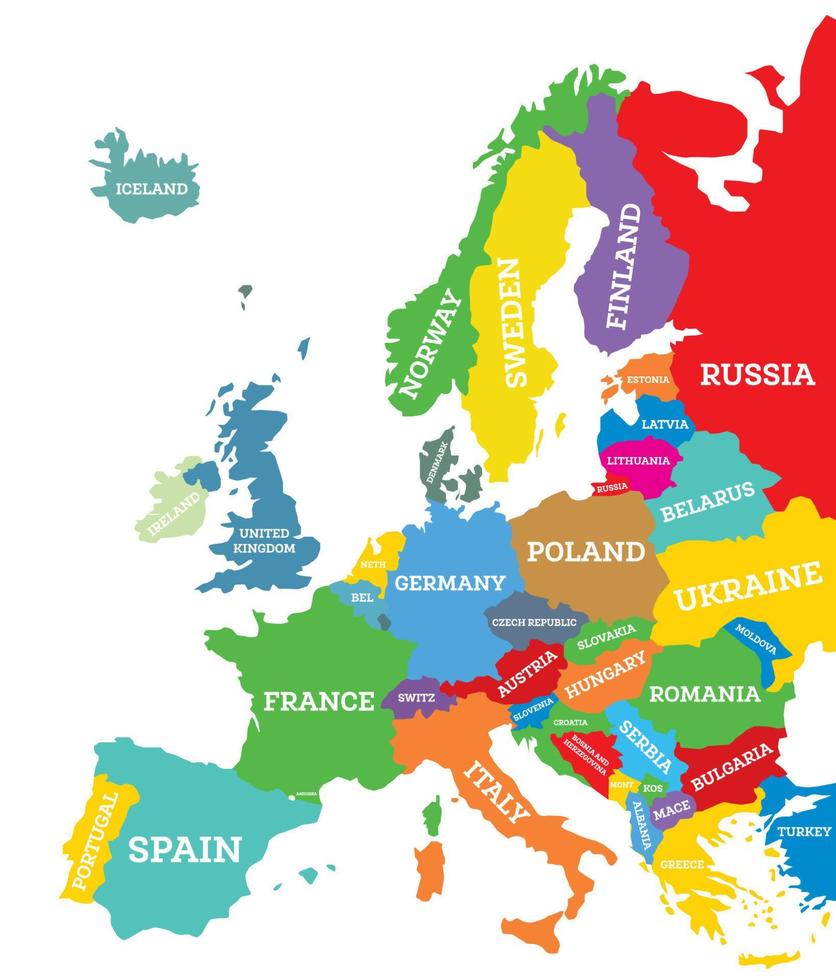 ICELAND
NORWAY
SWEDEN
FINLAND
RUSSIA
ESTONIA
LATVIA
LITHUANIA
RUSSIA
DENMARK
BELARUS
IRELAND
UNITED
KINGDOM
NETH
BEL
GERMANY
POLAND
UKRAINE
CZECH REPUBLIC
SLOVAKIA
MOLDOVA
FRANCE
SWITZ
AUSTRIA
HUNGARY
ROMANIA
SLOVENIA
CROATIA
BOSNIA AND
HERZEGOVINA
SERBIA
BULGARIA
ITALY
MONT
KOS
MACE
ALBANIA
GREECE
TURKEY
ANDORRA
PORTUGAL
SPAIN